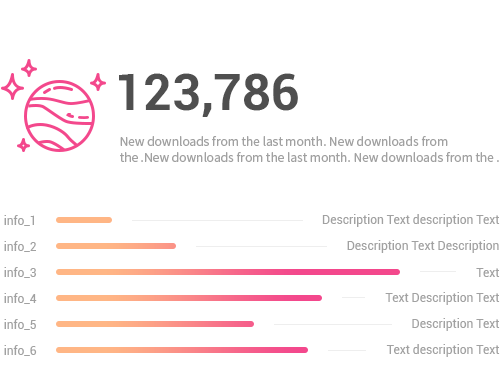 123,786
New downloads from the last month. New downloads from
the .New downloads from the last month. New downloads from the .
info_1 Description Text description Text
info_2 Description Text Description
info_3 Text
info_4 Text Description Text
info_5 Description Text
info_6 Text description Text